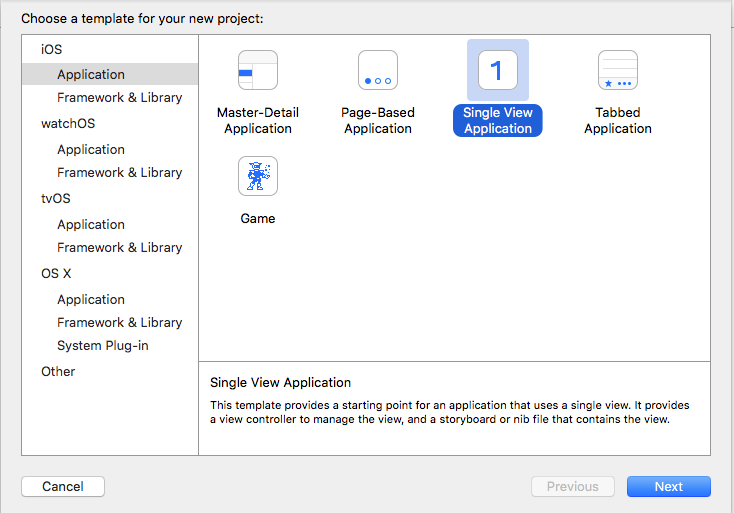 Choose a template for your new project:
iOS
Application
Framework & Library
watchOS
Application
Framework & Library
tvOS
Application
Framework & Library
OS X
Application
Framework & Library
System Plug-in
Other
Master-Detail
Application
Page-Based
Application
1
Single View
Application
Tabbed
Application
Game
Single View Application
This template provides a starting point for an application that uses a single view. It provides
a view controller to manage the view, and a storyboard or nib file that contains the view.
Cancel
Previous
Next